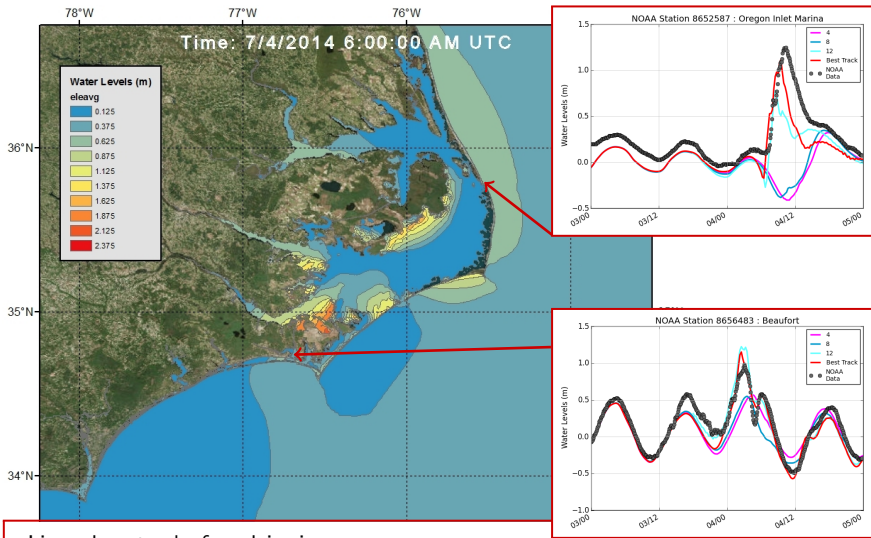 78°W
77°W
76°W
Time: 7/4/2014 6:00:00 AM UTC
Water Levels (m)
eleavg
0.125
0.375
0.625
0.875
1.125
1.375
1.625
1.875
2.125
2.375
36°N
35°N
34°N
NOAA Station 8652587 : Oregon Inlet Marina
Water Levels (m)
1.5
1.0
0.5
0.0
−0.5
03/00
03/12
04/00
04/12
05/00
4
8
12
Best Track
NOAA
Data
NOAA Station 8656483 : Beaufort
Water Levels (m)
1.5
1.0
0.5
0.0
−0.5
−1.0
03/00
03/12
04/00
04/12
05/00
4
8
12
Best Track
NOAA
Data